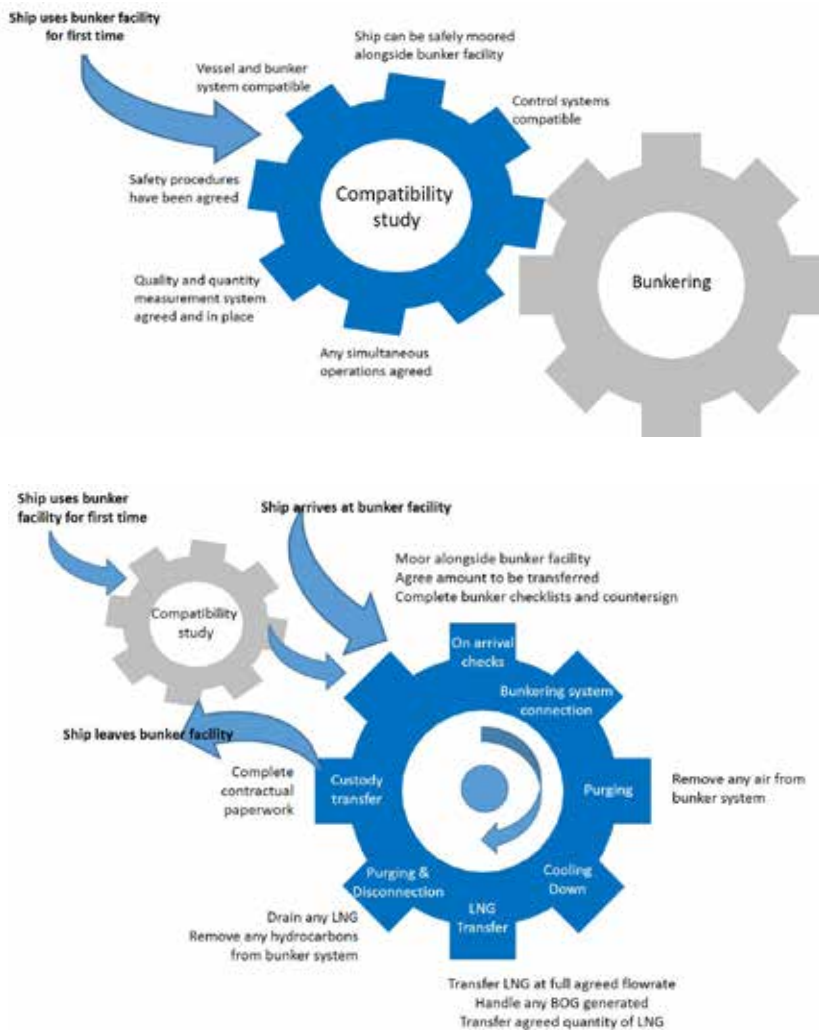 Ship uses bunker facility
for first time
Ship can be safely moored
alongside bunker facility
Vessel and bunker
system compatible
Control systems
compatible
Safety procedures
have been agreed
Compatibility
study
Bunkering
Quality and quantity
measurement system
agreed and in place
Any simultaneous
operations agreed
Ship uses bunker
facility for first time
Ship arrives at bunker facility
Moor alongside bunker facility
Agree amount to be transferred
Complete bunker checklists and countersign
Compatibility
study
On arrival
checks
Bunkering system
connection
Ship leaves bunker facility
Complete
contractual
paperwork
Custody
transfer
Purging
Remove any air from
bunker system
Purging &
Disconnection
Cooling
Down
LNG
Transfer
Drain any LNG
Remove any hydrocarbons
from bunker system
Transfer LNG at full agreed flowrate
Handle any BOG generated
Transfer agreed quantity of LNG